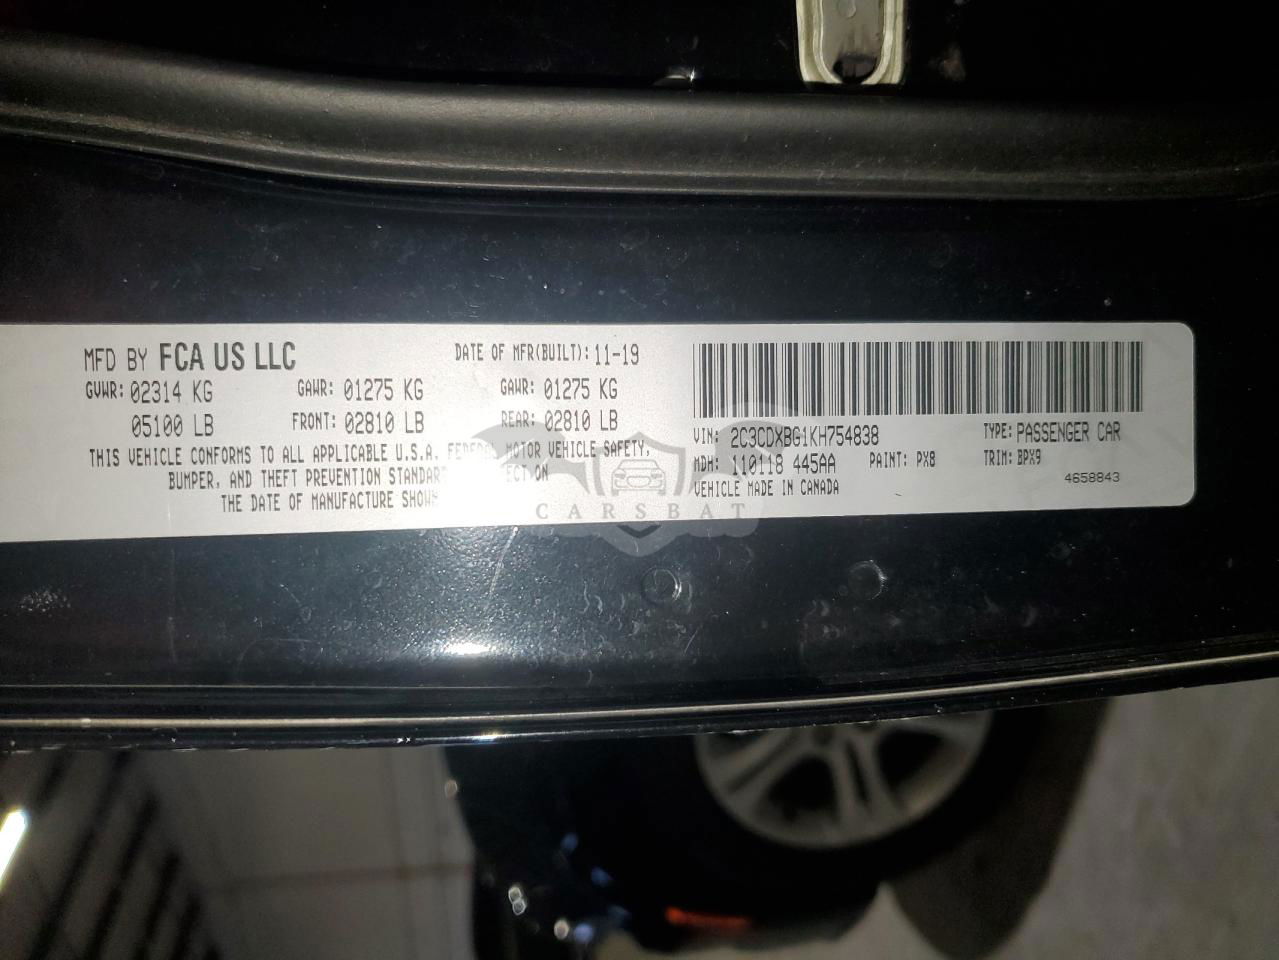 MFD BY FCA US LLC
DATE OF MFR(BUILT): 11-19
GVWR: 02314 KG
GAWR: 01275 KG
GAWR: 01275 KG
05100 LB
FRONT: 02810 LB
REAR: 02810 LB
THIS VEHICLE CONFORMS TO ALL APPLICABLE U.S.A. MOTOR VEHICLE SAFETY,
BUMPER, AND THEFT PREVENTION
THE DATE OF MANUFACTURE
VIN: 2C3CDXBG1KH754838
TYPE: PASSENGER CAR
MDH: 110118 445AA
PAINT: PX8
TRIM: BPX9
VEHICLE MADE IN CANADA
4658843
CARSBAT